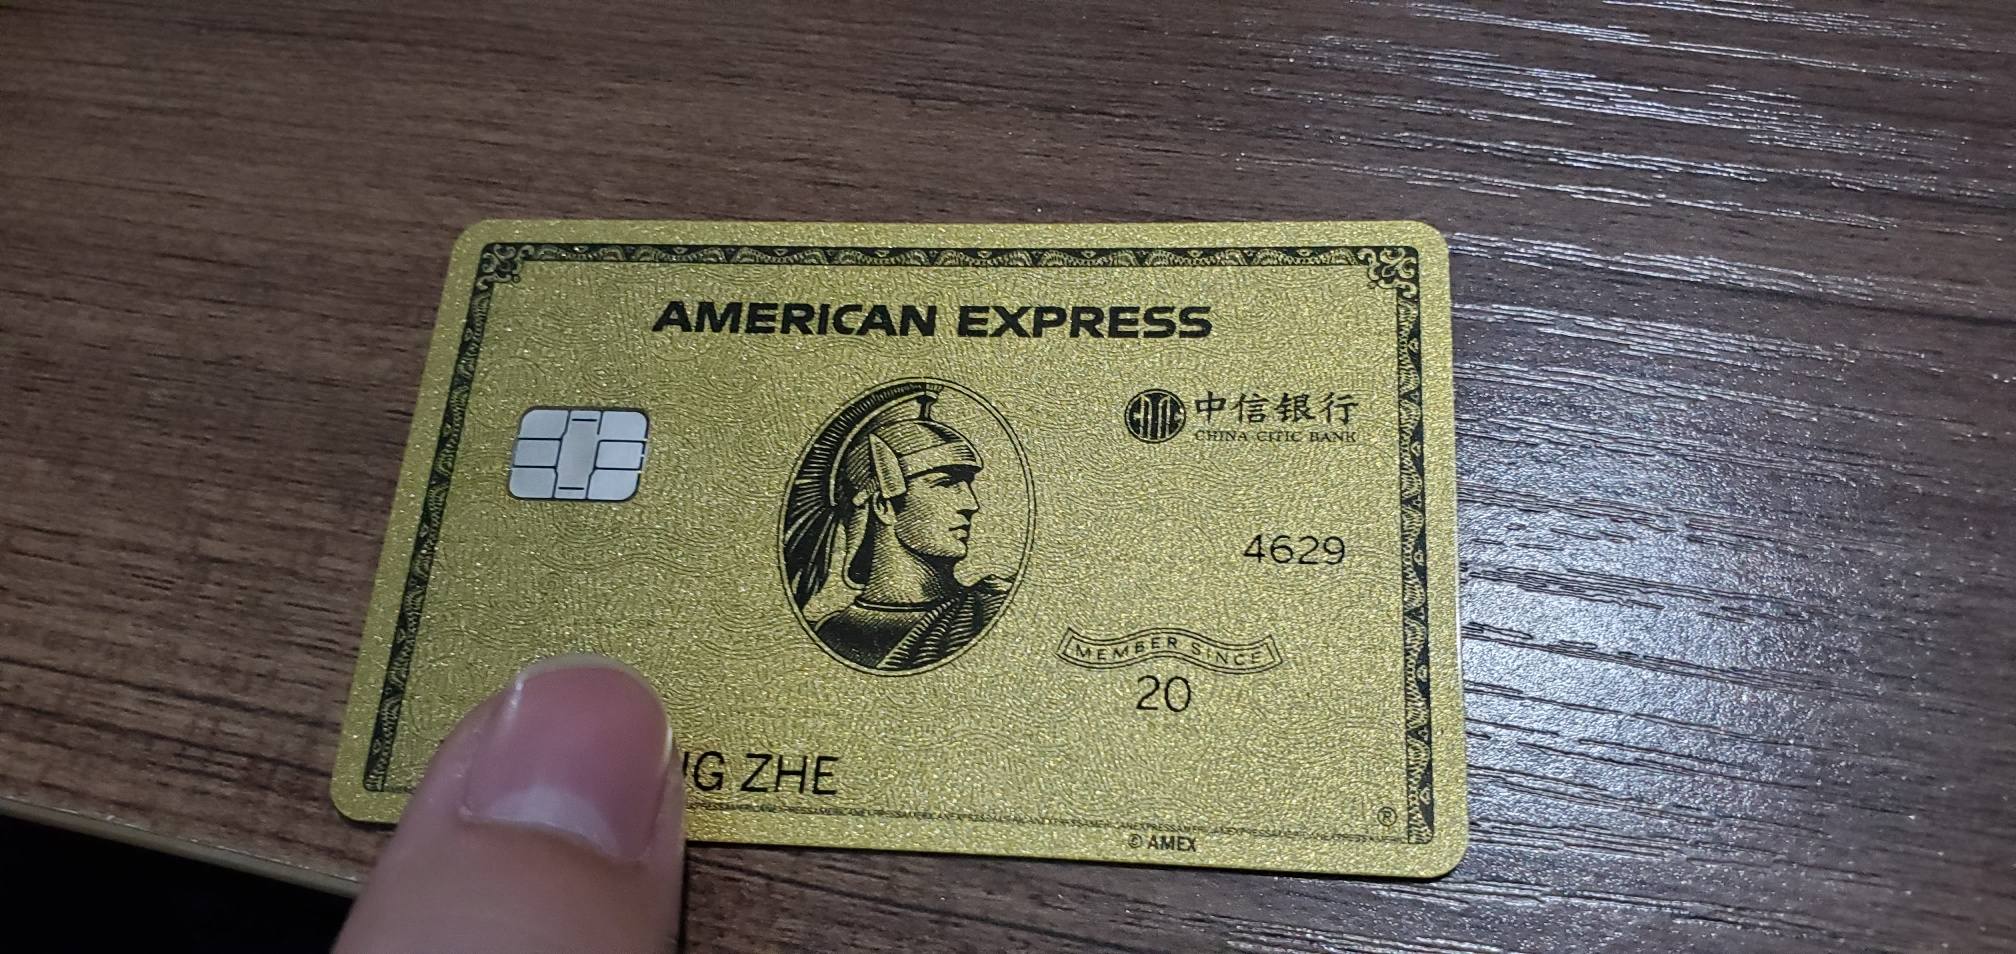 AMERICAN EXPRESS
中信银行
CHINA CITIC BANK
4629
MEMBER SINCE
20
G ZHE
® 
© AMEX